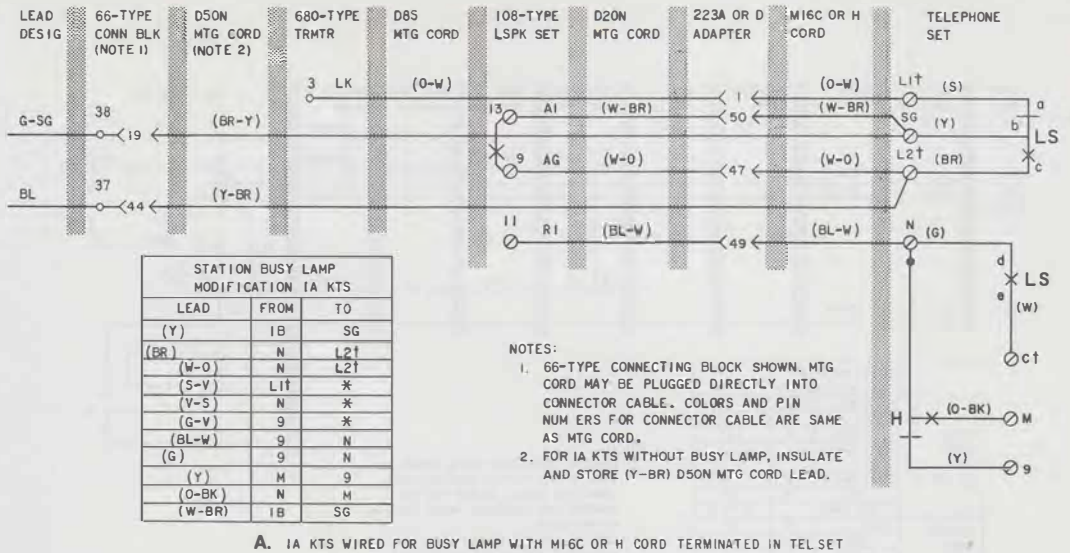 LEAD DESIG
66-TYPE CONN BLK (NOTE 1)
D50N MTG CORD (NOTE 2)
680-TYPE TRMTR
D8S MTG CORD
108-TYPE LSPK SET
D20N MTG CORD
223A OR D ADAPTER
M16C OR H CORD
TELEPHONE SET
3 LK (O-W) 1 (O-W) L1† (S)
13 A1 (W-BR) 50 (W-BR) SG a
G-SG 38 19 (BR-Y) (Y) b LS
9 AG (W-O) 47 (W-O) L2† (BR) c
BL 37 44 (Y-BR)
11 R1 (BL-W) 49 (BL-W) N (G)
d LS
e (W)
C†
H (O-BK) M
(Y) 9
STATION BUSY LAMP
MODIFICATION 1A KTS
LEAD FROM TO
(Y) 1B SG
(BR) N L2†
(W-O) N L2†
(S-V) L1† *
(V-S) N *
(G-V) 9 *
(BL-W) 9 N
(G) 9 N
(Y) M 9
(O-BK) N M
(W-BR) 1B SG
NOTES:
1. 66-TYPE CONNECTING BLOCK SHOWN. MTG
CORD MAY BE PLUGGED DIRECTLY INTO
CONNECTOR CABLE. COLORS AND PIN
NUM ERS FOR CONNECTOR CABLE ARE SAME
AS MTG CORD.
2. FOR 1A KTS WITHOUT BUSY LAMP, INSULATE
AND STORE (Y-BR) D50N MTG CORD LEAD.
A. 1A KTS WIRED FOR BUSY LAMP WITH M16C OR H CORD TERMINATED IN TEL SET